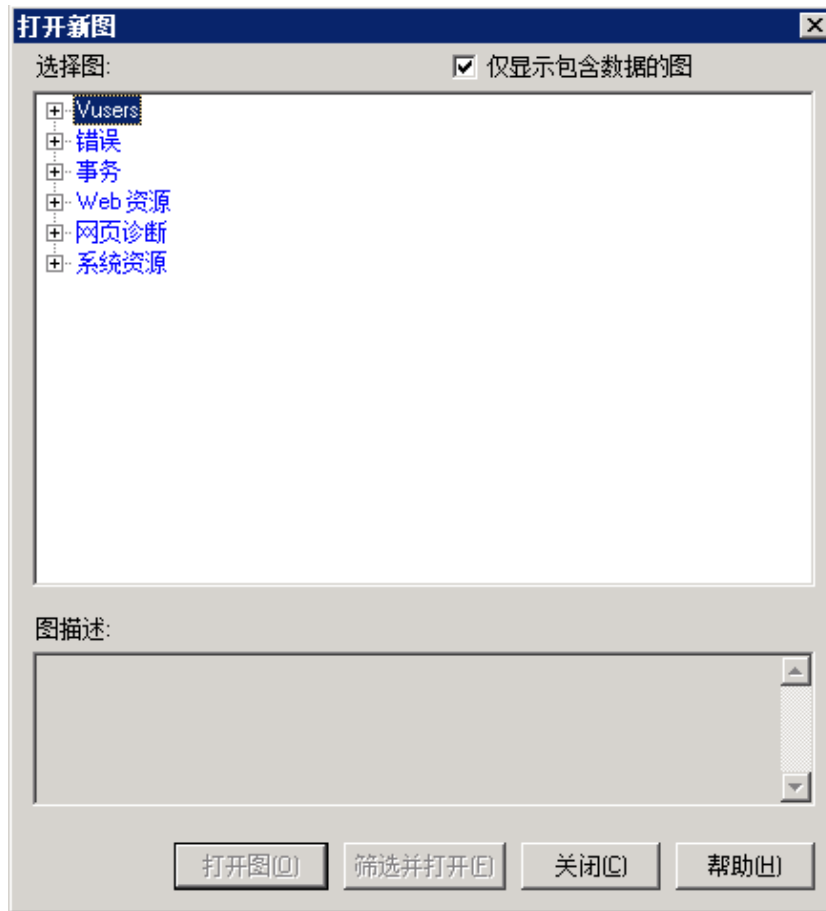 打开新图
选择图: 仅显示包含数据的图
Vusers
错误
事务
Web 资源
网页诊断
系统资源
图描述:
打开图(O) 筛选并打开(F) 关闭(C) 帮助(H)